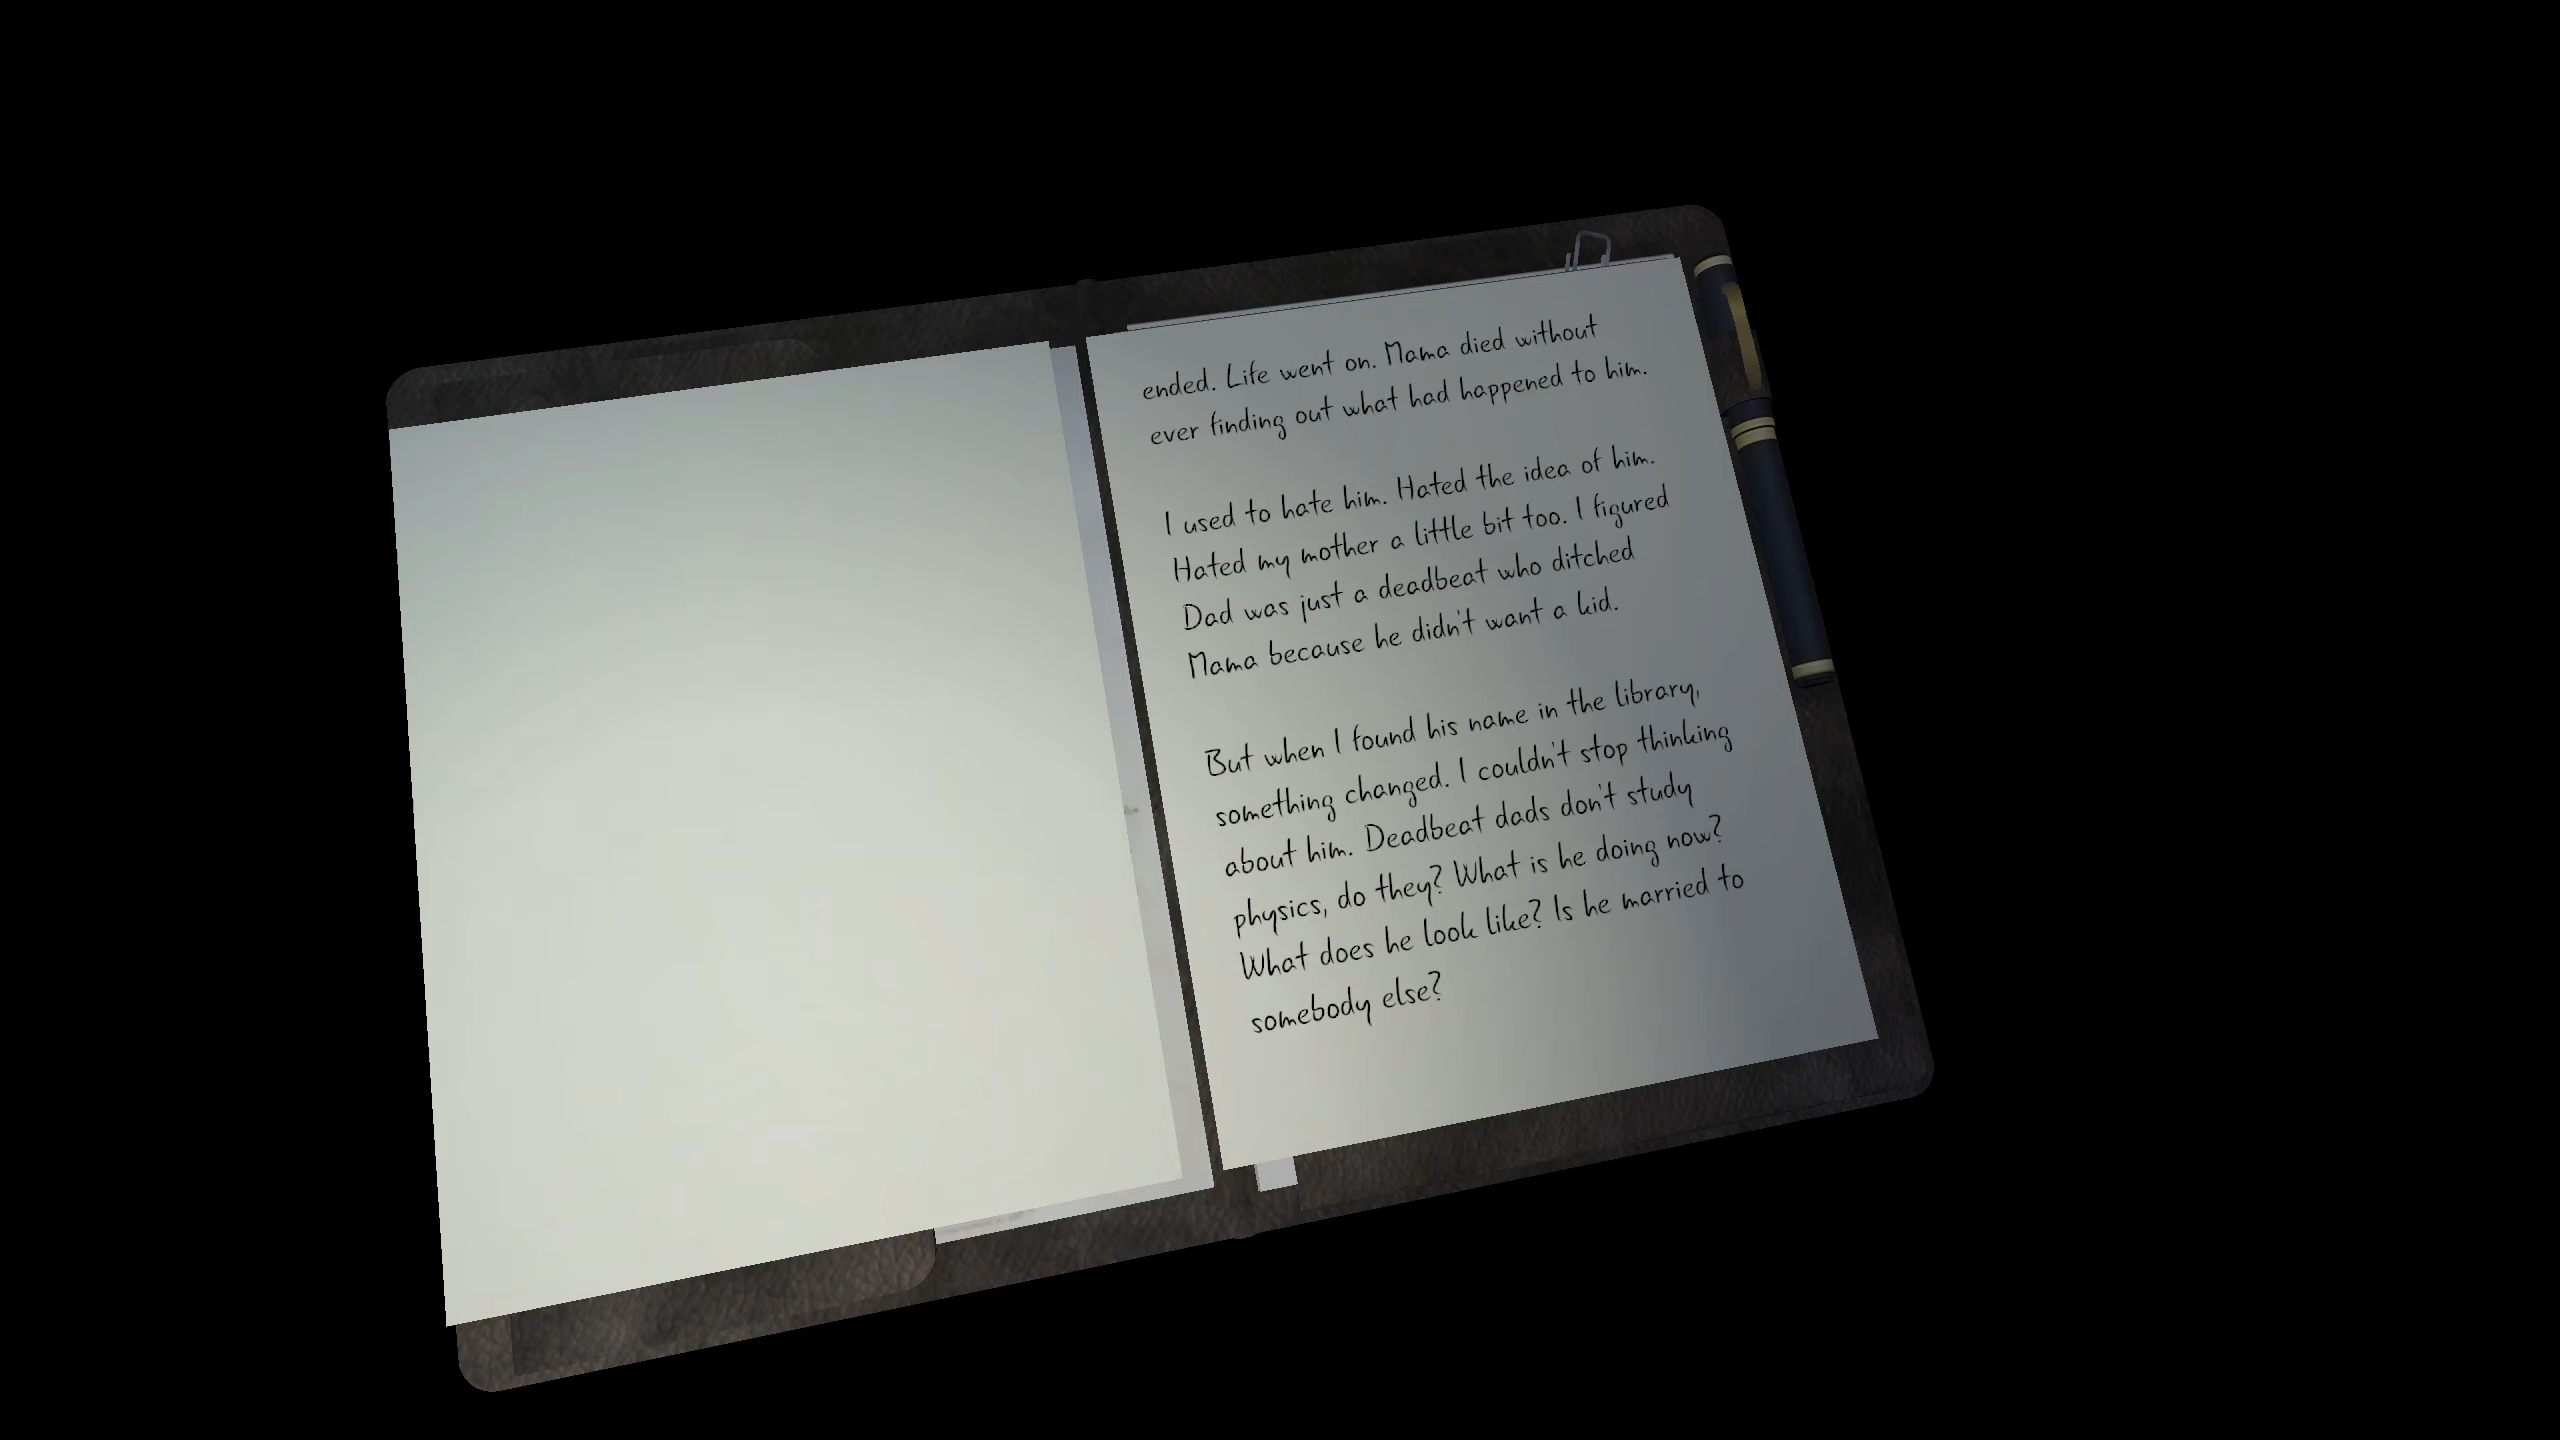 ended. Life went on. Mama died without
ever finding out what had happened to him.
I used to hate him. Hated the idea of him.
Hated my mother a little bit too. I figured
Dad was just a deadbeat who ditched
Mama because he didn't want a kid.
But when I found his name in the library,
something changed. I couldn't stop thinking
about him. Deadbeat dads don't study
physics, do they? What is he doing now?
What does he look like? Is he married to
somebody else?